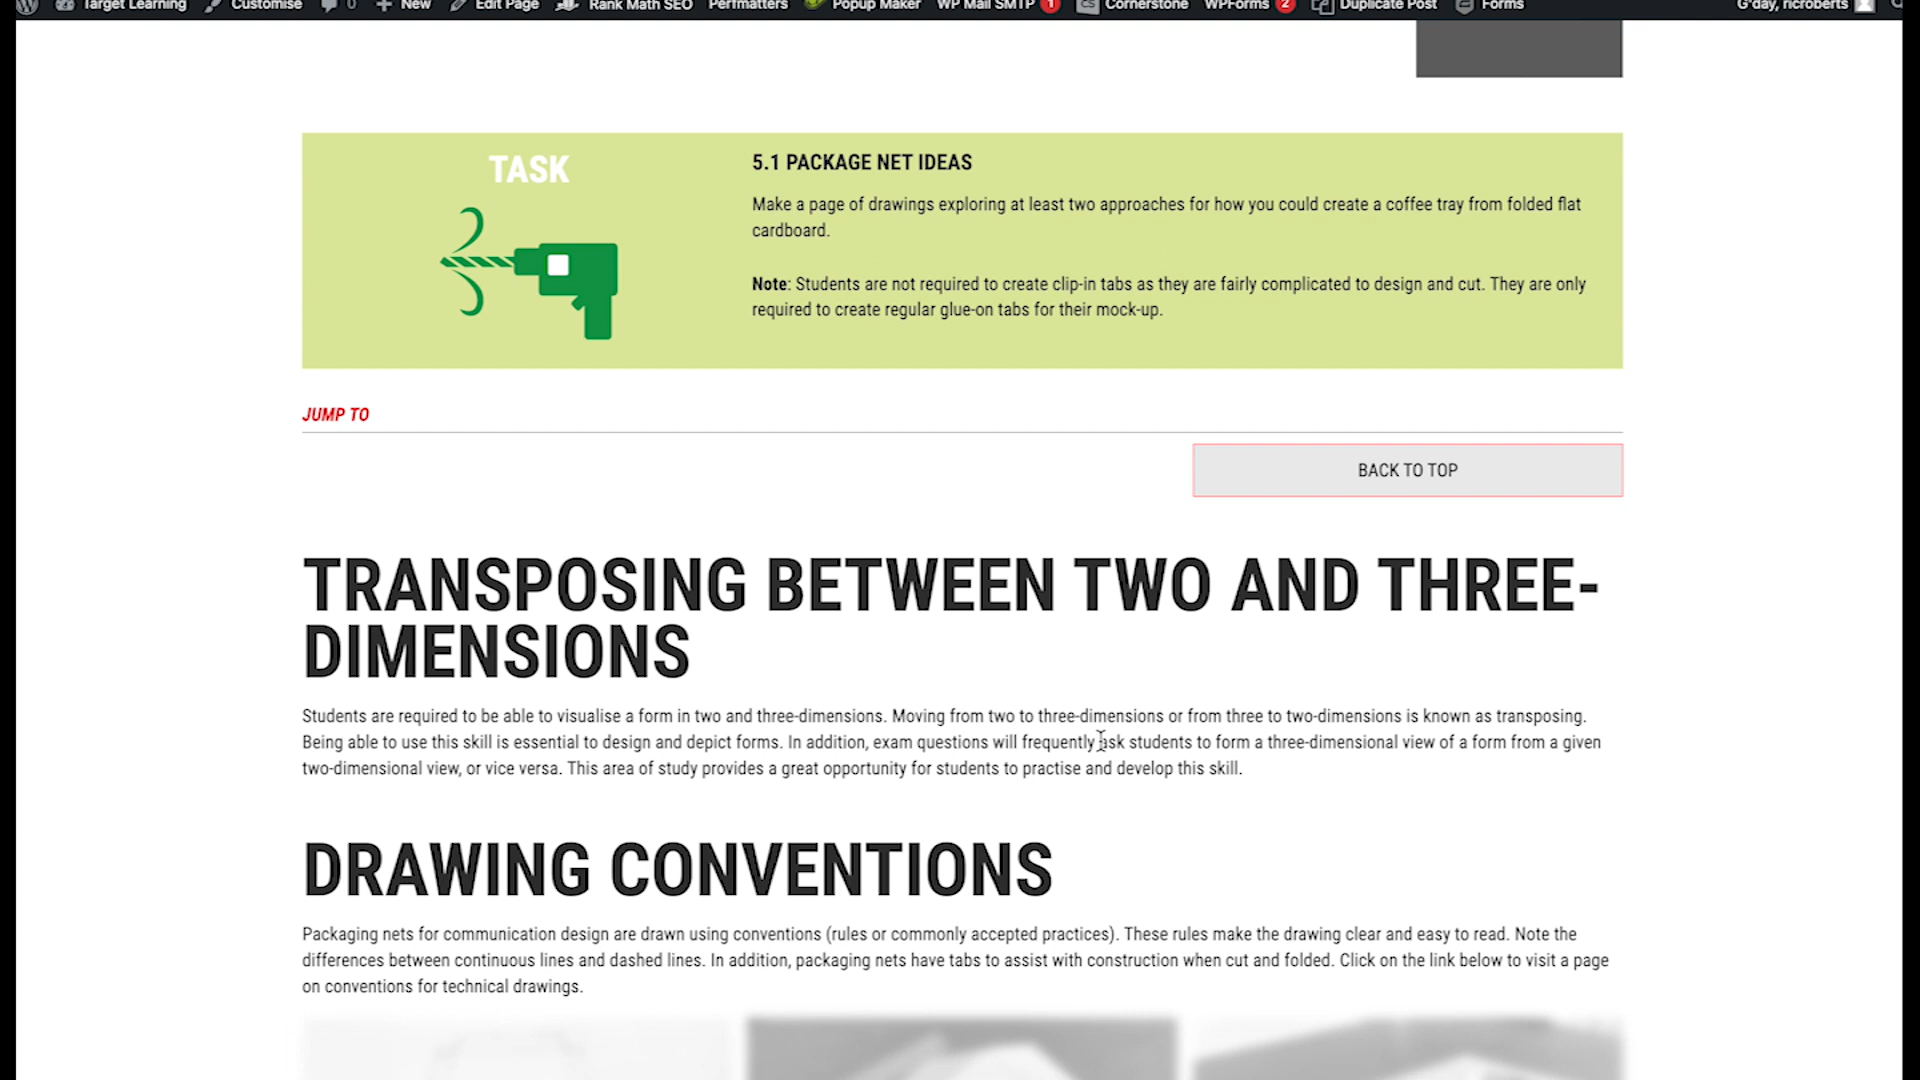 Target Learning Customise 0 New Edit Page Rank Math SEO Perfmatters Popup Maker WP Mail SMTP 1 Cornerstone WPForms 2 Duplicate Post Forms G'day, ricroberts
TASK
5.1 PACKAGE NET IDEAS
Make a page of drawings exploring at least two approaches for how you could create a coffee tray from folded flat
cardboard.
Note: Students are not required to create clip-in tabs as they are fairly complicated to design and cut. They are only
required to create regular glue-on tabs for their mock-up.
JUMP TO
BACK TO TOP
TRANSPOSING BETWEEN TWO AND THREE-
DIMENSIONS
Students are required to be able to visualise a form in two and three-dimensions. Moving from two to three-dimensions or from three to two-dimensions is known as transposing.
Being able to use this skill is essential to design and depict forms. In addition, exam questions will frequently ask students to form a three-dimensional view of a form from a given
two-dimensional view, or vice versa. This area of study provides a great opportunity for students to practise and develop this skill.
DRAWING CONVENTIONS
Packaging nets for communication design are drawn using conventions (rules or commonly accepted practices). These rules make the drawing clear and easy to read. Note the
differences between continuous lines and dashed lines. In addition, packaging nets have tabs to assist with construction when cut and folded. Click on the link below to visit a page
on conventions for technical drawings.